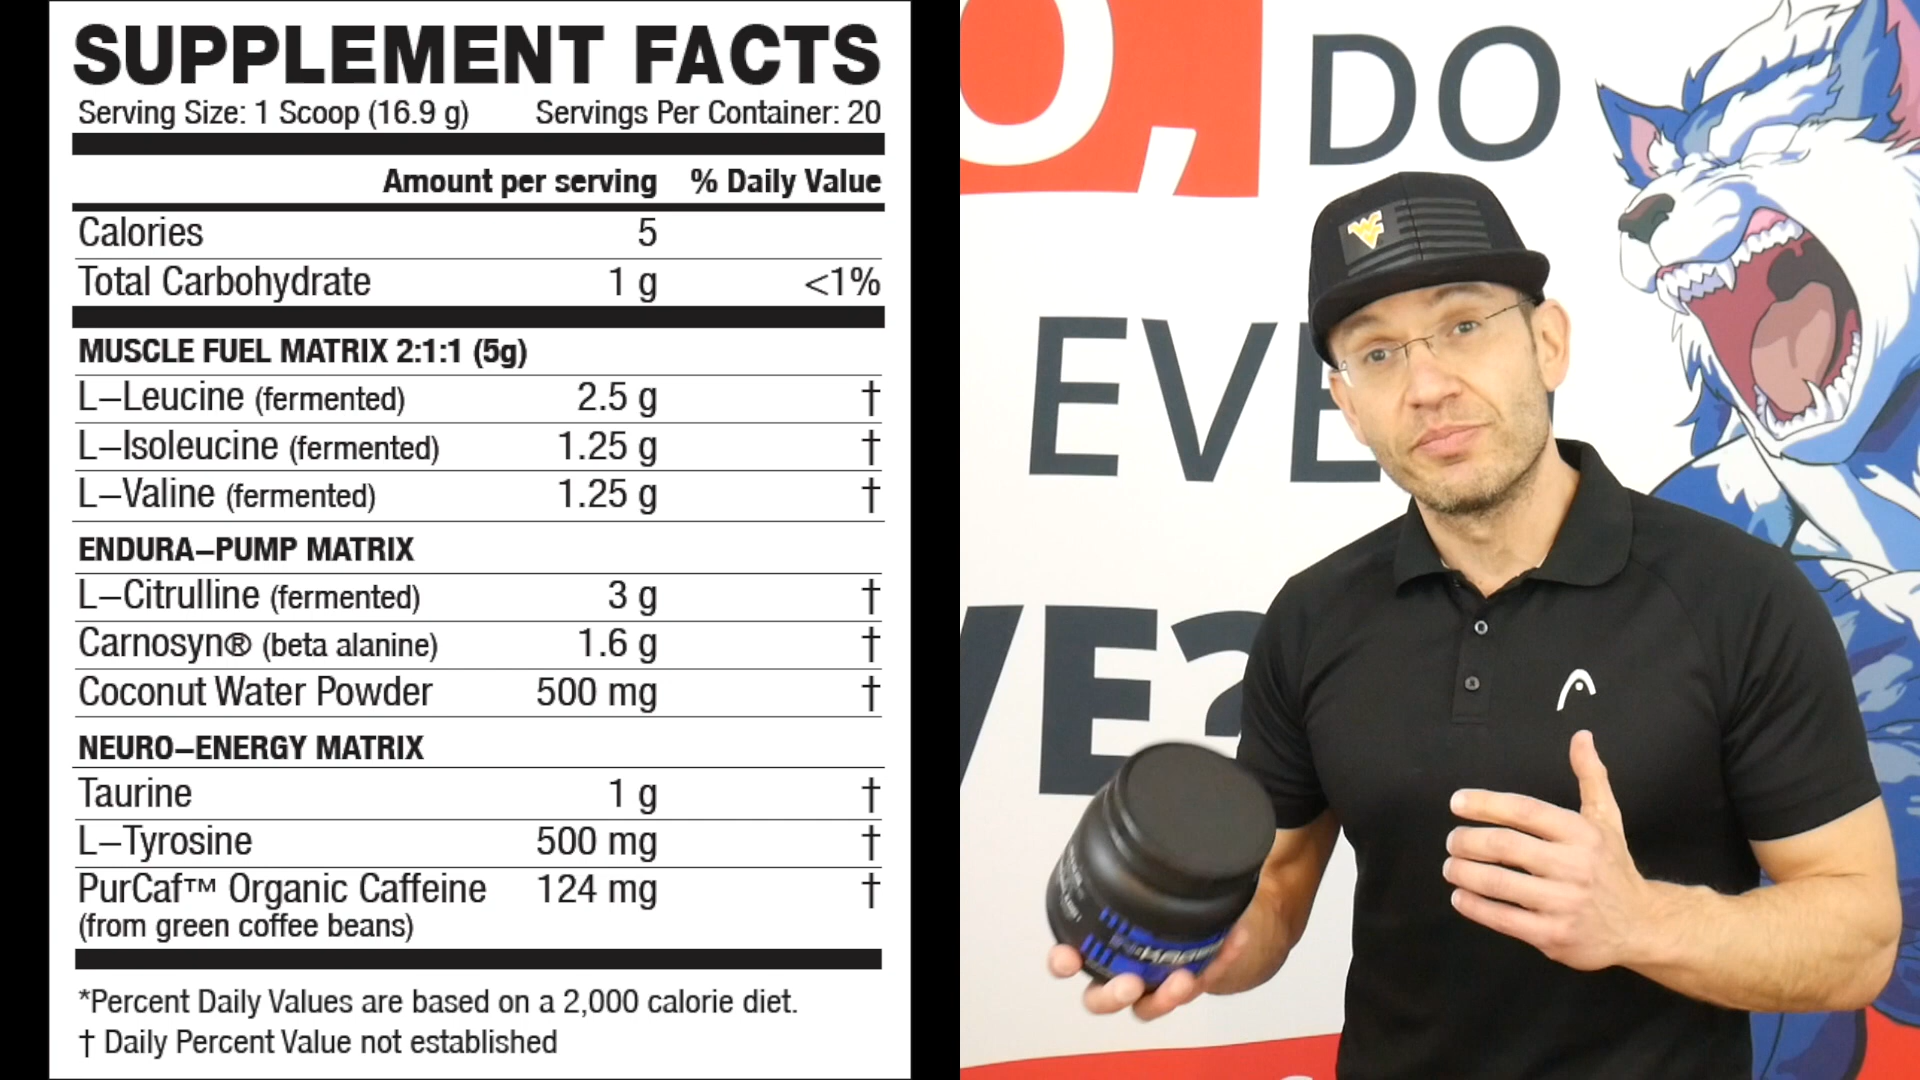 SUPPLEMENT FACTS
Serving Size: 1 Scoop (16.9 g) Servings Per Container: 20
Amount per serving % Daily Value
Calories 5
Total Carbohydrate 1 g <1%
MUSCLE FUEL MATRIX 2:1:1 (5g)
L–Leucine (fermented) 2.5 g †
L–Isoleucine (fermented) 1.25 g †
L–Valine (fermented) 1.25 g †
ENDURA–PUMP MATRIX
L–Citrulline (fermented) 3 g †
Carnosyn® (beta alanine) 1.6 g †
Coconut Water Powder 500 mg †
NEURO–ENERGY MATRIX
Taurine 1 g †
L–Tyrosine 500 mg †
PurCaf™ Organic Caffeine 124 mg †
(from green coffee beans)
*Percent Daily Values are based on a 2,000 calorie diet.
† Daily Percent Value not established
O, DO
EVE
VE?
WV